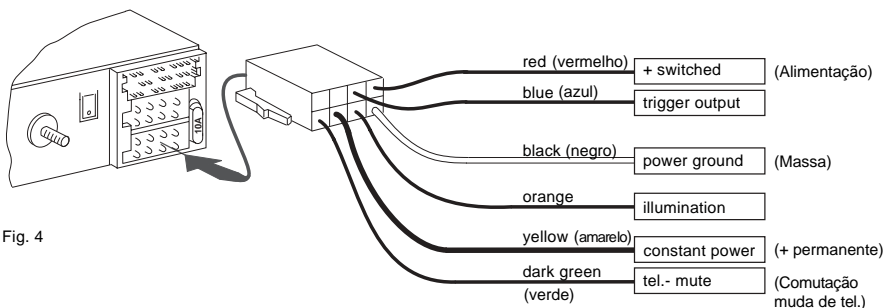 red (vermelho) + switched (Alimentação)
blue (azul) trigger output
10A
black (negro) power ground (Massa)
orange illumination
Fig. 4
yellow (amarelo) constant power (+ permanente)
dark green tel.- mute (Comutação
(verde) muda de tel.)